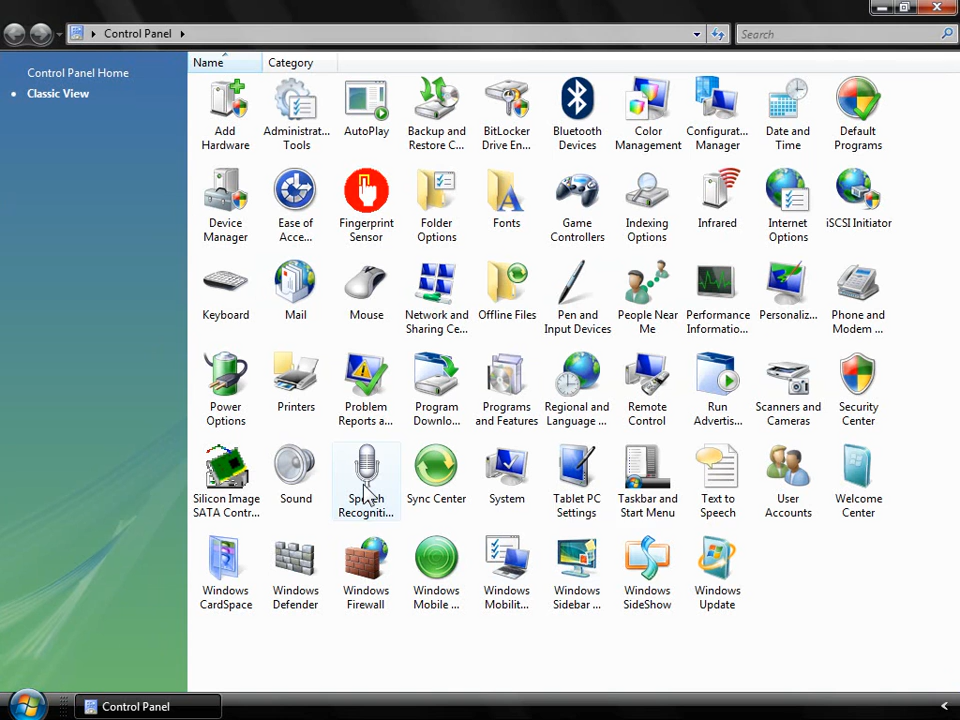 Control Panel
Search
Control Panel Home
Classic View
Name
Category
Add
Hardware
Administrat...
Tools
AutoPlay
Backup and
Restore C...
BitLocker
Drive En...
Bluetooth
Devices
Color
Management
Configurat...
Manager
Date and
Time
Default
Programs
Device
Manager
Ease of
Acce...
Fingerprint
Sensor
Folder
Options
Fonts
Game
Controllers
Indexing
Options
Infrared
Internet
Options
iSCSI Initiator
Keyboard
Mail
Mouse
Network and
Sharing Ce...
Offline Files
Pen and
Input Devices
People Near
Me
Performance
Informatio...
Personaliz...
Phone and
Modem ...
Power
Options
Printers
Problem
Reports a...
Program
Downlo...
Programs
and Features
Regional and
Language ...
Remote
Control
Run
Advertis...
Scanners and
Cameras
Security
Center
Silicon Image
SATA Contr...
Sound
Speech
Recogniti...
Sync Center
System
Tablet PC
Settings
Taskbar and
Start Menu
Text to
Speech
User
Accounts
Welcome
Center
Windows
CardSpace
Windows
Defender
Windows
Firewall
Windows
Mobile ...
Windows
Mobilit...
Windows
Sidebar ...
Windows
SideShow
Windows
Update
Control Panel